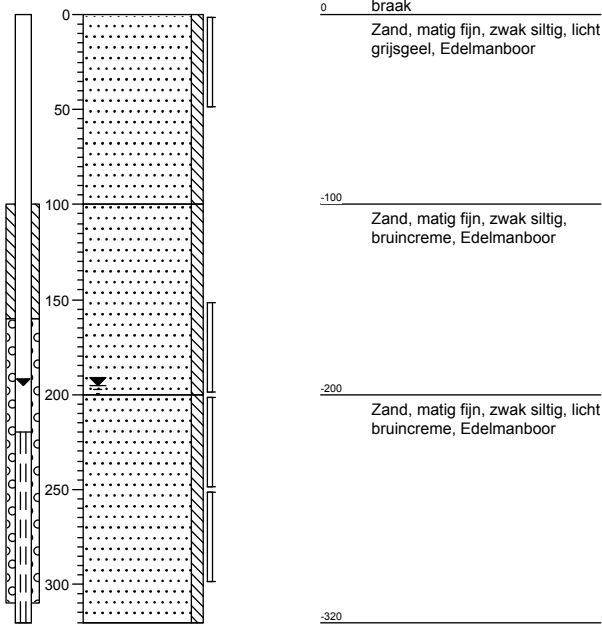 0
50
100
150
200
250
300
0 braak
Zand, matig fijn, zwak siltig, licht
grijsgeel, Edelmanboor
-100
Zand, matig fijn, zwak siltig,
bruincreme, Edelmanboor
-200
Zand, matig fijn, zwak siltig, licht
bruincreme, Edelmanboor
-320